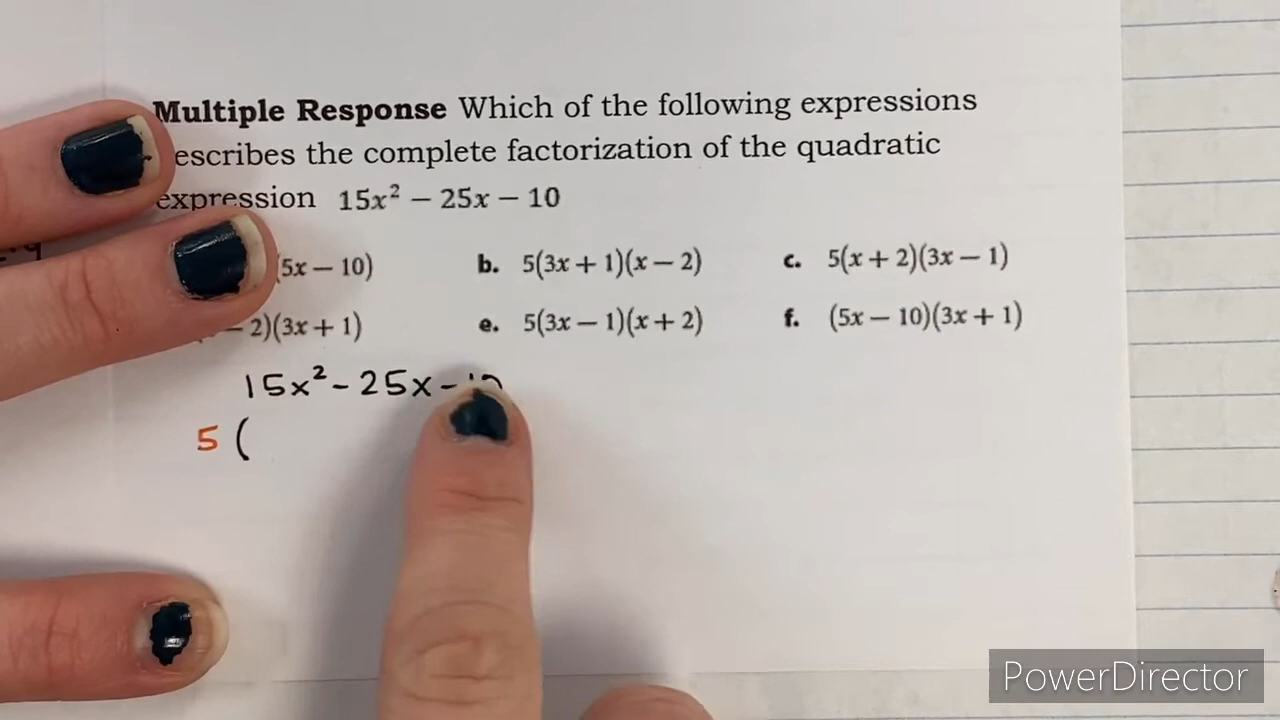 Multiple Response Which of the following expressions
escribes the complete factorization of the quadratic
expression 15x² – 25x – 10
(5x – 10) b. 5(3x + 1)(x – 2) c. 5(x + 2)(3x – 1)
– 2)(3x + 1) e. 5(3x – 1)(x + 2) f. (5x – 10)(3x + 1)
15x² - 25x -
5 (
PowerDirector